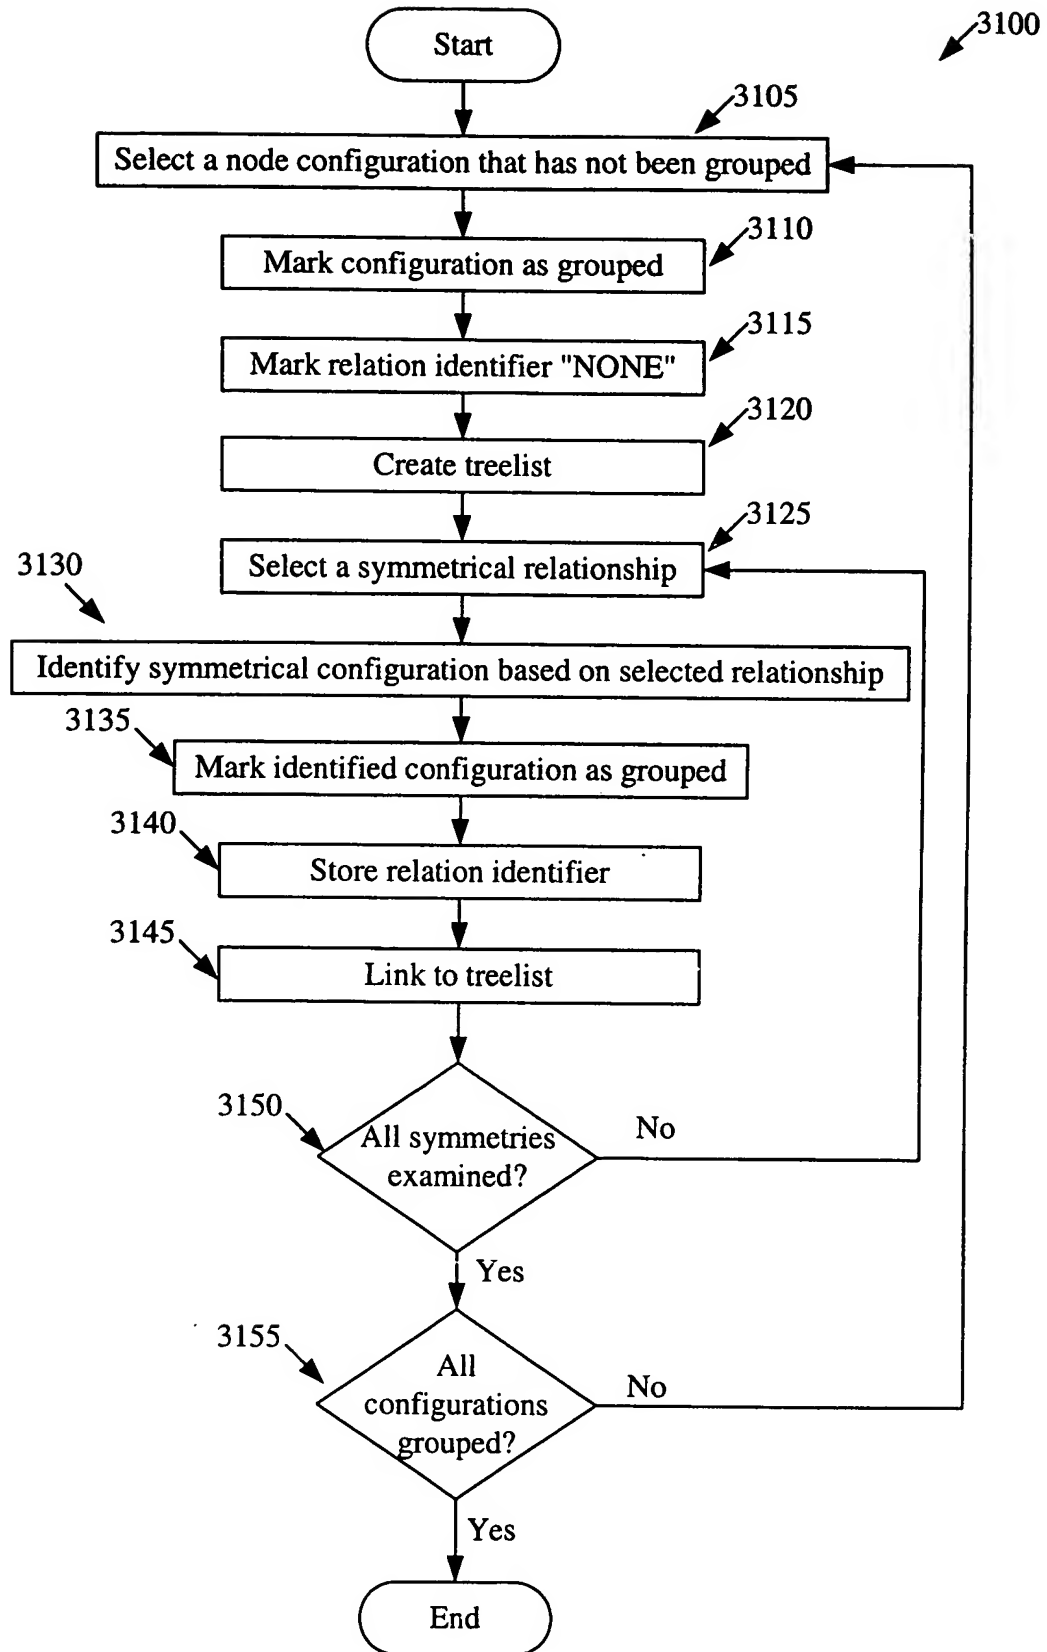 3100
Start
3105
Select a node configuration that has not been grouped
3110
Mark configuration as grouped
3115
Mark relation identifier "NONE"
3120
Create treelist
3125
Select a symmetrical relationship
3130
Identify symmetrical configuration based on selected relationship
3135
Mark identified configuration as grouped
3140
Store relation identifier
3145
Link to treelist
3150
All symmetries
examined?
No
Yes
3155
All
configurations
grouped?
No
Yes
End